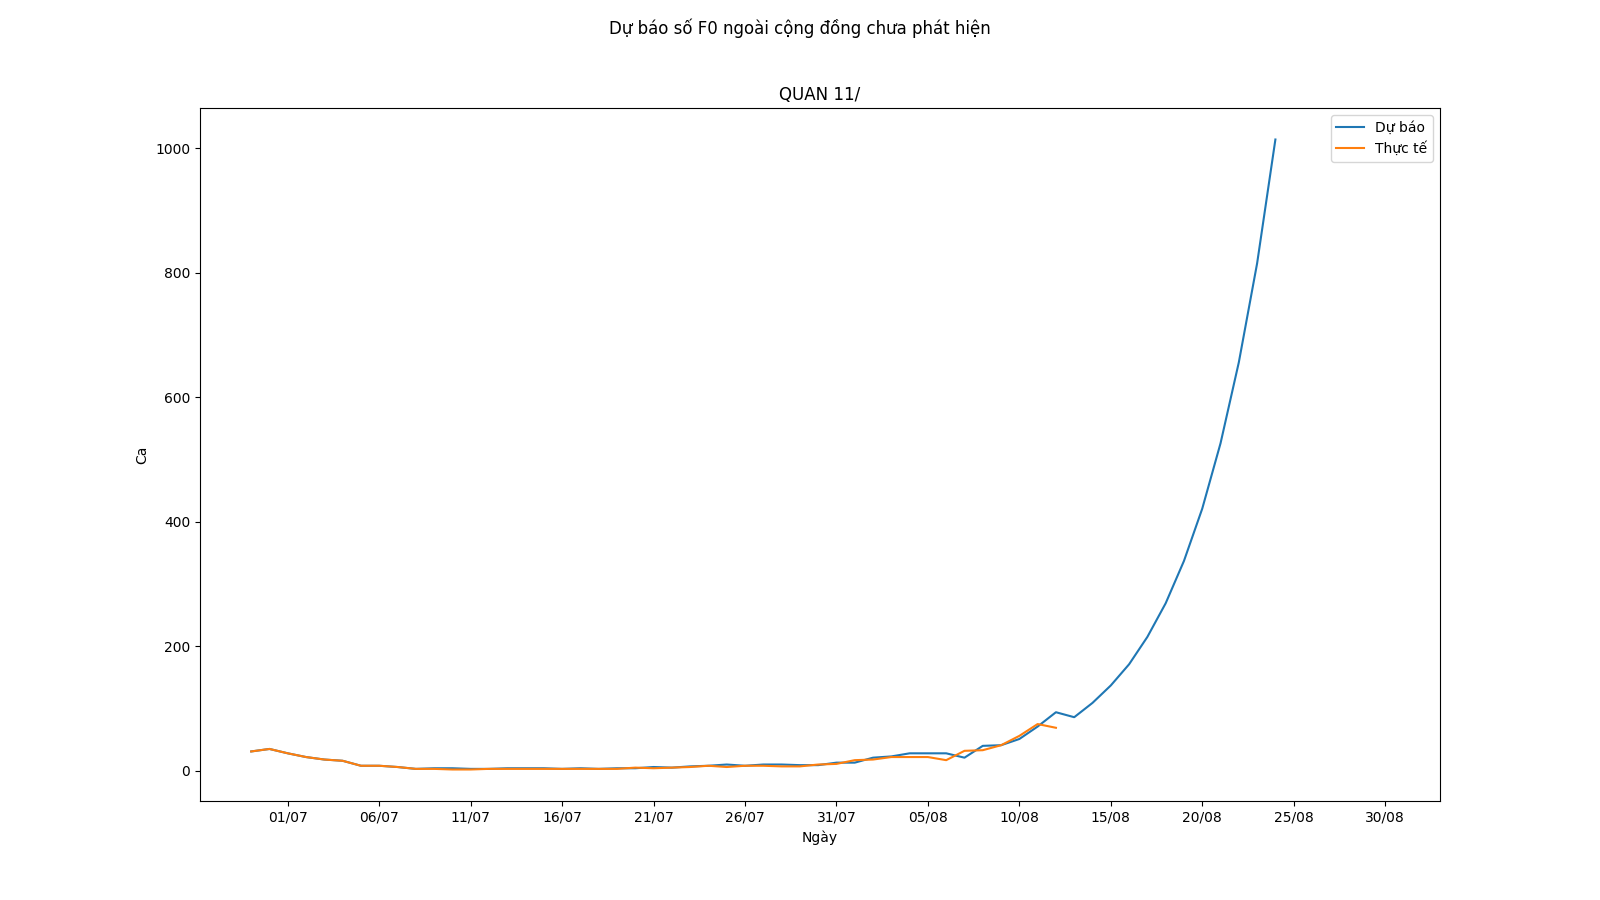 Dự báo số F0 ngoài cộng đồng chưa phát hiện
QUAN 11/
Dự báo
Thực tế
1000
800
600
400
200
0
Ca
01/07 06/07 11/07 16/07 21/07 26/07 31/07 05/08 10/08 15/08 20/08 25/08 30/08
Ngày